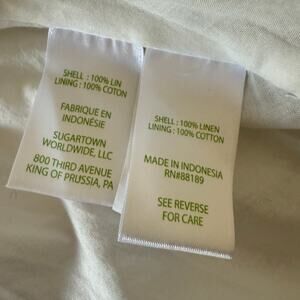 SHELL : 100% LIN
LINING : 100% COTON
FABRIQUE EN
INDONÉSIE
SUGARTOWN
WORLDWIDE, LLC
800 THIRD AVENUE
KING OF PRUSSIA, PA
SHELL : 100% LINEN
LINING : 100% COTTON
MADE IN INDONESIA
RN#88189
SEE REVERSE
FOR CARE